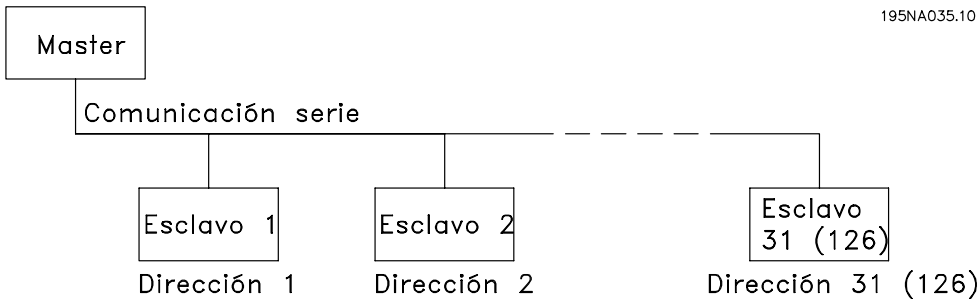 195NA035.10
Master
Comunicación serie
Esclavo 1
Esclavo 2
Esclavo
31 (126)
Dirección 1
Dirección 2
Dirección 31 (126)